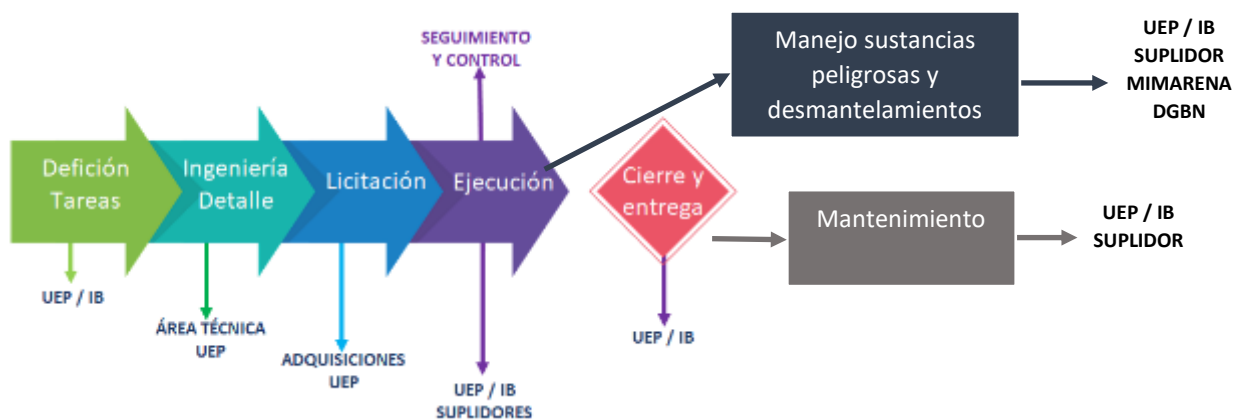 SEGUIMIENTO
Y CONTROL
Manejo sustancias
peligrosas y
desmantelamientos
UEP / IB
SUPLIDOR
MIMARENA
DGBN
Defición
Tareas
Ingeniería
Detalle
Licitación
Ejecución
Cierre y
entrega
Mantenimiento
UEP / IB
SUPLIDOR
UEP / IB
ÁREA TÉCNICA
UEP
ADQUISICIONES
UEP
UEP / IB
SUPLIDORES
UEP / IB